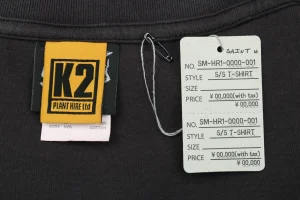 K2
PLANT HIRE Ltd
SAINT M
NO. SM-HR1-0000-001
STYLE S/S T-SHIRT
SIZE
PRICE ¥ 00,000(with tax)
¥ 00,000
NO. SM-HR1-0000-001
STYLE S/S T-SHIRT
SIZE
PRICE ¥ 00,000(with tax)
¥ 00,000